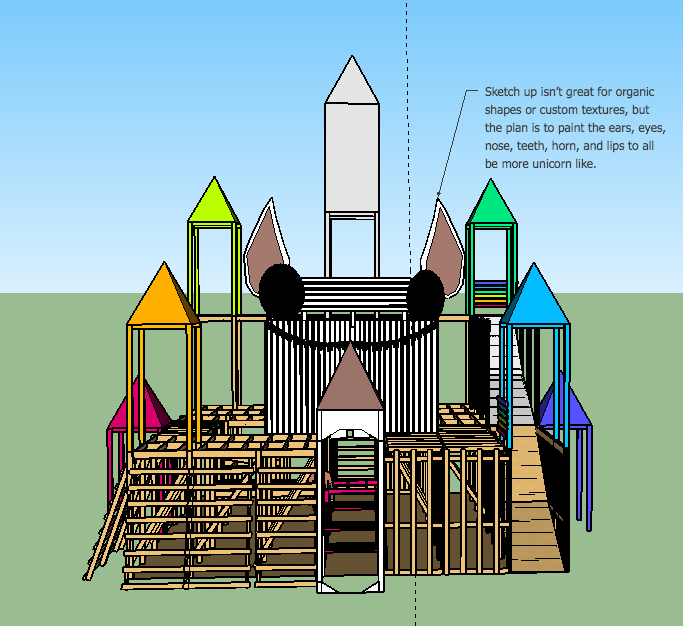 Sketch up isn't great for organic
shapes or custom textures, but
the plan is to paint the ears, eyes,
nose, teeth, horn, and lips to all
be more unicorn like.